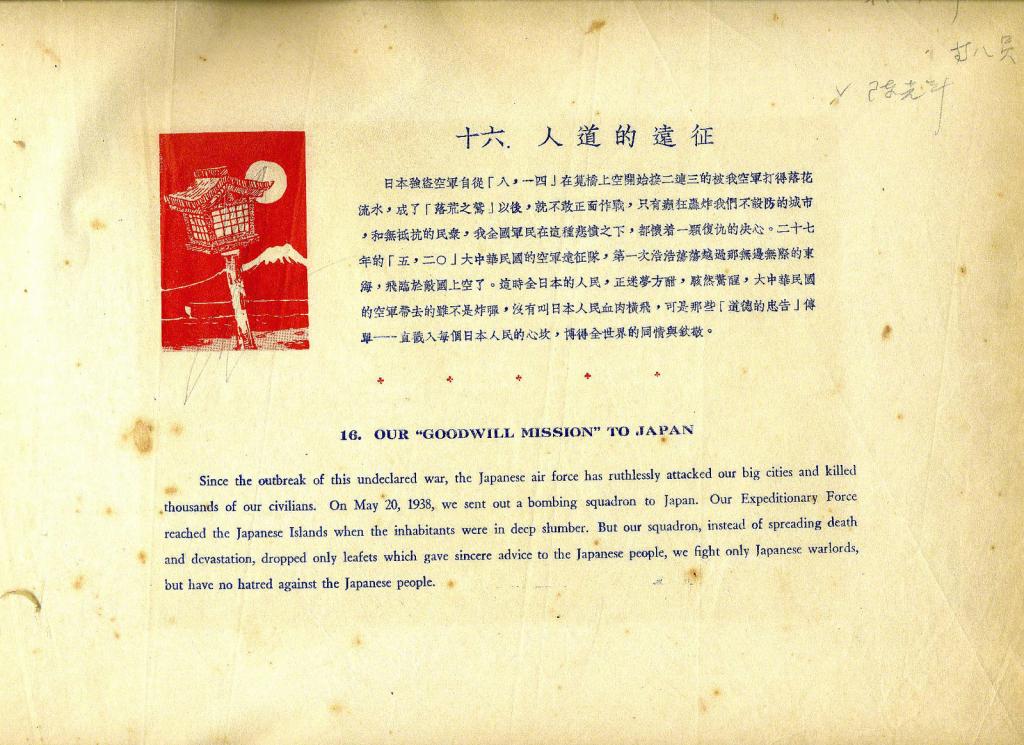 十六. 人道的遠征
日本強盜空軍自從「八，一四」在筧橋上空開始接二連三的被我空軍打得落花
流水，成了「落荒之鷲」以後，就不敢正面作戰，只有癲狂轟炸我們不設防的城市
，和無抵抗的民衆，我全國軍民在這種悲憤之下，都懷着一顆復仇的决心。二十七
年的「五，二〇」大中華民國的空軍遠征隊，第一次浩浩蕩蕩越過那無邊無際的東
海，飛臨於敵國上空了。這時全日本的人民，正迷夢方酣，駭然驚醒，大中華民國
的空軍帶去的雖不是炸彈，沒有叫日本人民血肉橫飛，可是那些「道德的忠告」傳
單——直戳入每個日本人民的心坎，博得全世界的同情與欽敬。
16. OUR “GOODWILL MISSION” TO JAPAN
Since the outbreak of this undeclared war, the Japanese air force has ruthlessly attacked our big cities and killed
thousands of our civilians. On May 20, 1938, we sent out a bombing squadron to Japan. Our Expeditionary Force
reached the Japanese Islands when the inhabitants were in deep slumber. But our squadron, instead of spreading death
and devastation, dropped only leafets which gave sincere advice to the Japanese people, we fight only Japanese warlords,
but have no hatred against the Japanese people.